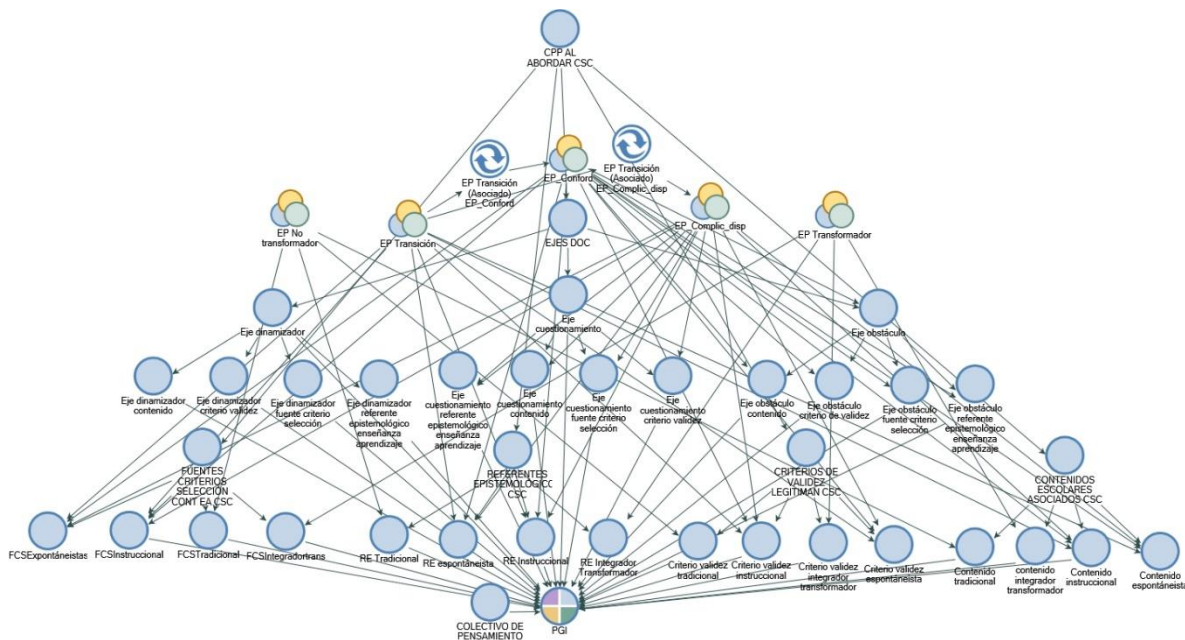 CPP AL
ABORDAR CSC
EP Transición
(Asociado)
EP_Conford
EP_Conford
EP Transición
(Asociado)
EP_Complic_disp
EP No
transformador
EP Transición
EJES DOC
EP_Complic_disp
EP Transformador
Eje dinamizador
Eje
cuestionamiento
Eje obstáculo
Eje dinamizador
contenido
Eje dinamizador
criterio validez
Eje dinamizador
fuente criterio
selección
Eje dinamizador
referente
epistemológico
enseñanza
aprendizaje
Eje
cuestionamiento
referente
epistemológico
enseñanza
aprendizaje
Eje
cuestionamiento
contenido
Eje
cuestionamiento
fuente criterio
selección
Eje
cuestionamiento
criterio validez
Eje obstáculo
contenido
Eje obstáculo
criterio de validez
Eje obstáculo
fuente criterio
selección
Eje obstáculo
referente
epistemológico
enseñanza
aprendizaje
FUENTES
CRITERIOS
SELECCIÓN
CONT EA CSC
REFERENTES
EPISTEMOLÓGICO
CSC
CRITERIOS DE
VALIDEZ
LEGITIMAN CSC
CONTENIDOS
ESCOLARES
ASOCIADOS CSC
FCSExpontáneistas
FCSInstruccional
FCSTradicional
FCSIntegradortrans
RE Tradicional
RE espontáneísta
RE Instruccional
RE Integrador
Transformador
Criterio validez
tradicional
Criterio validez
instruccional
Criterio validez
integrador
transformador
Criterio validez
espontáneísta
Contenido
tradicional
contenido
integrador
transformador
Contenido
instruccional
Contenido
espontáneísta
COLECTIVO DE
PENSAMIENTO
PGI